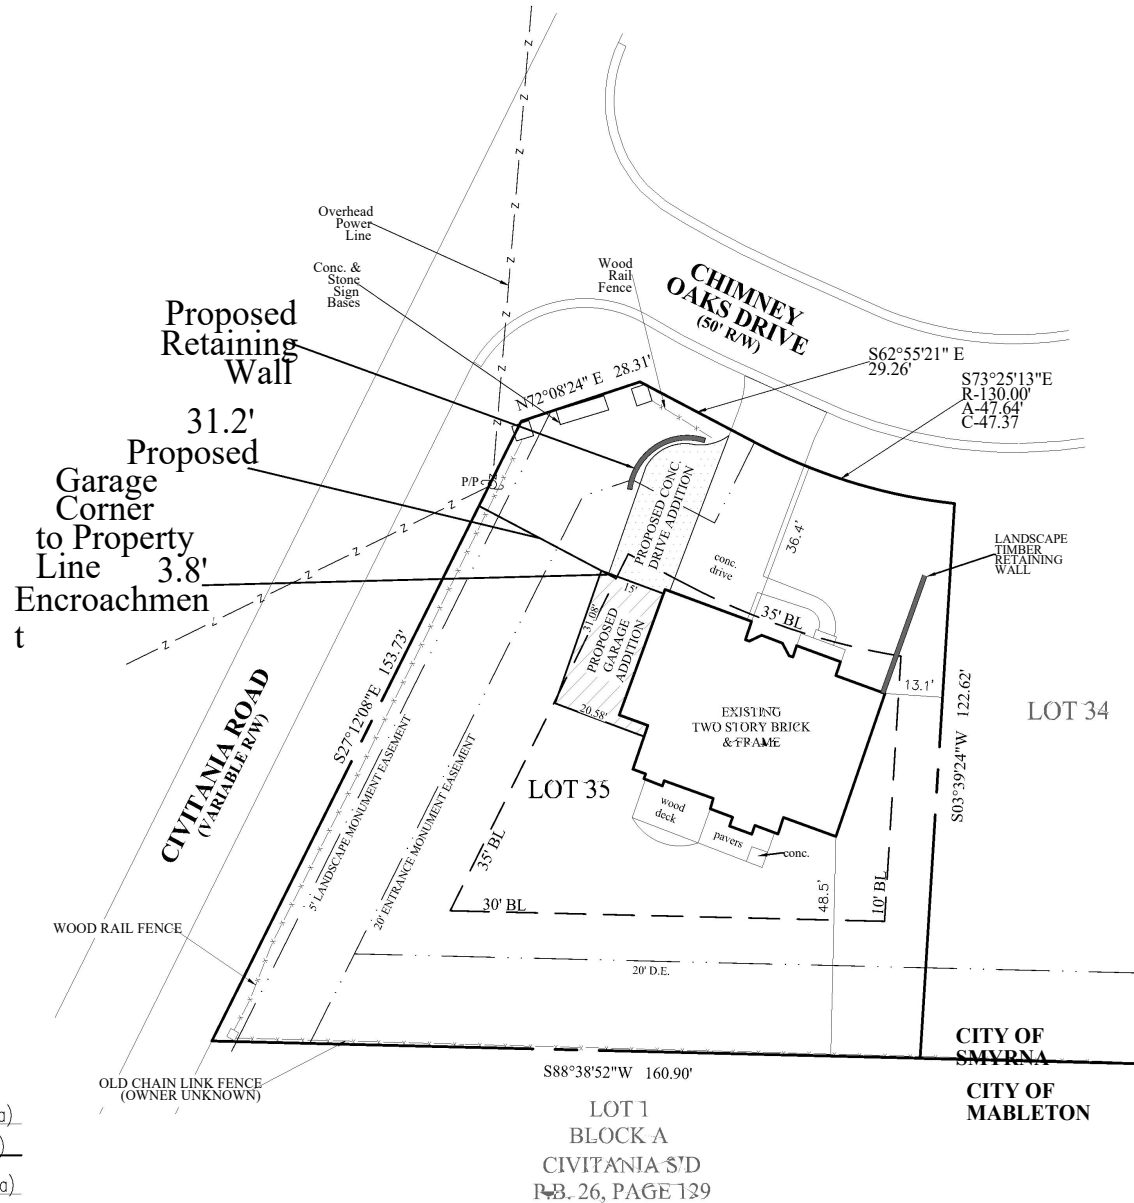 Overhead
Power
Line
Conc. &
Stone
Sign
Bases
Wood
Rail
Fence
CHIMNEY
OAKS DRIVE
(50' R/W)
Proposed
Retaining
Wall
S62°55'21" E
29.26'
S73°25'13"E
R-130.00'
A-47.64'
C-47.37
N72°08'24" E 28.31'
31.2'
Proposed
Garage
Corner
to Property
Line
3.8'
Encroachmen
t
P/P
PROPOSED CONC.
DRIVE ADDITION
conc.
drive
36.4'
LANDSCAPE
TIMBER
RETAINING
WALL
15'
35' BL
31.08'
PROPOSED
GARAGE
ADDITION
20.58'
13.1'
EXISTING
TWO STORY BRICK
& FRAME
LOT 34
S03°39'24"W 122.62'
S27°12'08"E 153.73'
CIVITANIA ROAD
(VARIABLE R/W)
5' LANDSCAPE MONUMENT EASEMENT
20' ENTRANCE MONUMENT EASEMENT
LOT 35
wood
deck
pavers
conc.
35' BL
30' BL
48.5'
10' BL
WOOD RAIL FENCE
20' D.E.
CITY OF
SMYRNA
S88°38'52"W 160.90'
OLD CHAIN LINK FENCE
(OWNER UNKNOWN)
CITY OF
MABLETON
a)
)
a)
LOT 1
BLOCK A
CIVITANIA S/D
P.B. 26, PAGE 129